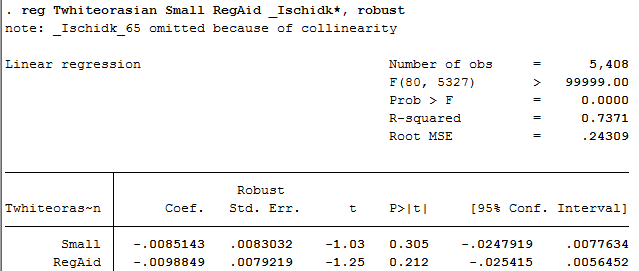 . reg Twhiteorasian Small RegAid _Ischidk*, robust
note: _Ischidk_65 omitted because of collinearity
Linear regression Number of obs = 5,408
F(80, 5327) > 99999.00
Prob > F = 0.0000
R-squared = 0.7371
Root MSE = .24309
Robust
Twhiteoras~n Coef. Std. Err. t P>|t| [95% Conf. Interval]
Small -.0085143 .0083032 -1.03 0.305 -.0247919 .0077634
RegAid -.0098849 .0079219 -1.25 0.212 -.025415 .0056452